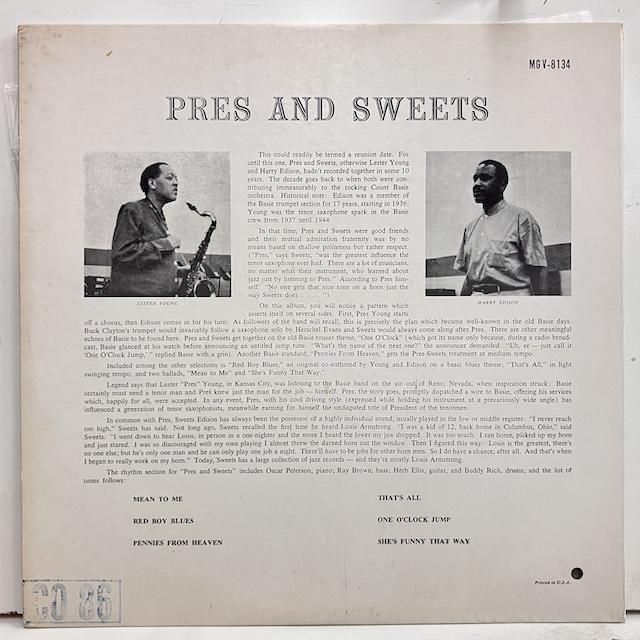 MGV-8134
PRES AND SWEETS
This could readily be termed a reunion date. For
until this one, Pres and Sweets, otherwise Lester Young
and Harry Edison, hadn't recorded together in some 10
years. The decade goes back to when both were con-
tributing immeasurably to the rocking Count Basie
orchestra. Historical note: Edison was a member of
the Basie trumpet section for 17 years, starting in 1936;
Young was the tenor saxophone spark in the Basie
crew from 1937 until 1944.
In that time, Pres and Sweets were good friends
and their mutual admiration fraternity was by no
means based on shallow politeness but rather respect.
("Pres," says Sweets, "was the greatest influence the
tenor saxophone ever had. There are a lot of musicians,
no matter what their instrument, who learned about
jazz just by listening to Pres." According to Pres him-
self: "No one gets that nice tone on a horn just the
way Sweets does . . . .")
On this album, you will notice a pattern which
asserts itself on several sides. First, Pres Young starts
LESTER YOUNG
HARRY EDISON
off a chorus, then Edison comes in for his turn. As followers of the band will recall, this is precisely the plan which became well-known in the old Basie days.
Buck Clayton's trumpet would invariably follow a saxophone solo by Herschel Evans and Sweets would always come along after Pres. There are other meaningful
echoes of Basie to be found here. Pres and Sweets get together on the old Basie rouser theme, "One O'Clock" (which got its name only because, during a radio broad-
cast, Basie glanced at his watch before announcing an untitled jump tune. "What's the name of the next one?" the announcer demanded. "Uh, er — just call it
'One O'Clock Jump,'" replied Basie with a grin). Another Basie standard, "Pennies From Heaven," gets the Pres-Sweets treatment at medium tempo.
Included among the other selections is "Red Boy Blues," an original co-authored by Young and Edison on a basic blues theme; "That's All," in light
swinging tempo, and two ballads, "Mean to Me" and "She's Funny That Way."
Legend says that Lester "Pres" Young, in Kansas City, was listening to the Basie band on the air out of Reno, Nevada, when inspiration struck: Basie
certainly must need a tenor man and Pres knew just the man for the job — himself. Pres, the story goes, promptly dispatched a wire to Basie, offering his services
which, happily for all, were accepted. In any event, Pres, with his cool driving style (expressed while holding his instrument at a precariously wide angle) has
influenced a generation of tenor saxophonists, meanwhile earning for himself the undisputed title of President of the tenormen.
In common with Pres, Sweets Edison has always been the possessor of a highly individual sound, usually played in the low or middle register. "I never reach
too high," Sweets has said. Not long ago, Sweets recalled the first time he heard Louis Armstrong. "I was a kid of 12, back home in Columbus, Ohio," said
Sweets. "I went down to hear Louis, in person in a one-nighter and the more I heard the lower my jaw dropped. It was too much. I ran home, picked up my horn
and just stared. I was so discouraged with my own playing I almost threw the darned horn out the window. Then I figured this way: Louis is the greatest, there's
no one else; but he's only one man and he can only play one job a night. There'll have to be jobs for other horn men. So I do have a chance, after all. And that's when
I began to really work on my horn." Today, Sweets has a large collection of jazz records — and they're mostly Louis Armstrong.
The rhythm section for "Pres and Sweets" includes Oscar Peterson, piano; Ray Brown, bass; Herb Ellis, guitar, and Buddy Rich, drums; and the list of
tunes follows:
MEAN TO ME
RED BOY BLUES
PENNIES FROM HEAVEN
THAT'S ALL
ONE O'CLOCK JUMP
SHE'S FUNNY THAT WAY
Printed in U.S.A.
CO 86